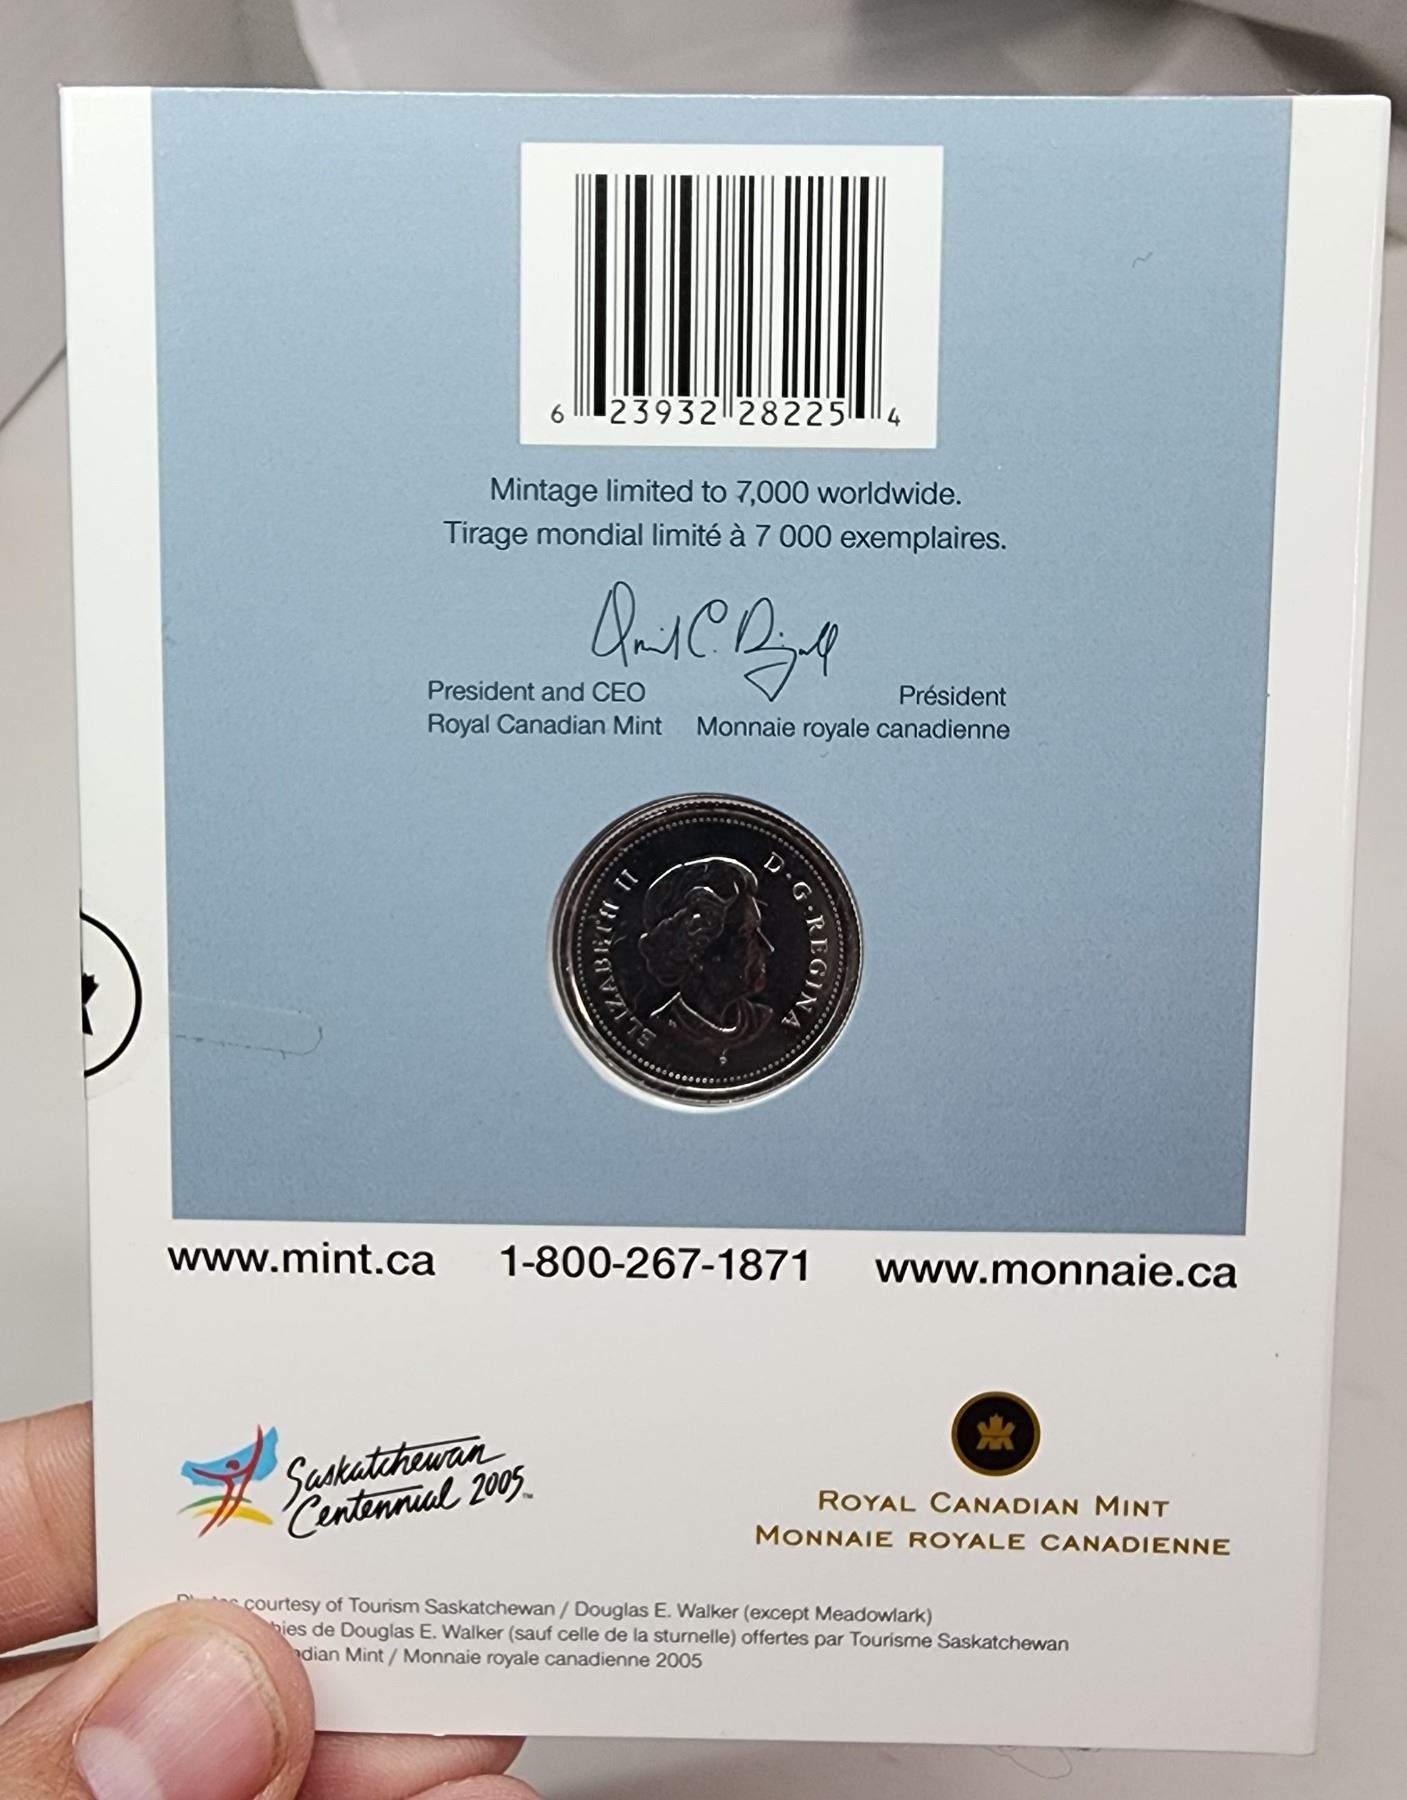 6 23932 28225 4
Mintage limited to 7,000 worldwide.
Tirage mondial limité à 7 000 exemplaires.
President and CEO
Royal Canadian Mint
Président
Monnaie royale canadienne
ELIZABETH II D·G·REGINA
www.mint.ca 1-800-267-1871 www.monnaie.ca
Saskatchewan
Centennial 2005™
ROYAL CANADIAN MINT
MONNAIE ROYALE CANADIENNE
courtesy of Tourism Saskatchewan / Douglas E. Walker (except Meadowlark)
de Douglas E. Walker (sauf celle de la sturnelle) offertes par Tourisme Saskatchewan
Mint / Monnaie royale canadienne 2005